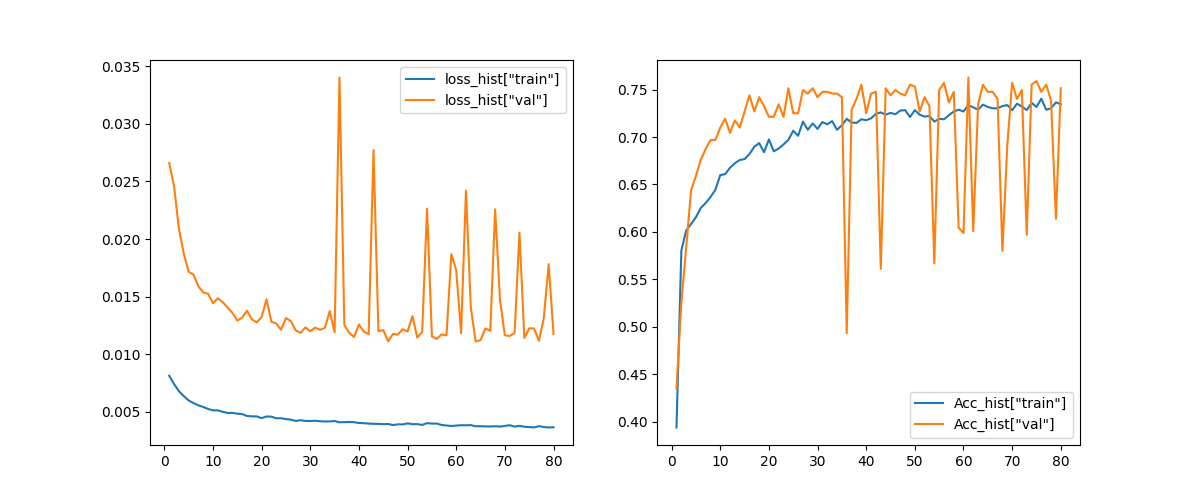 0.035
0.030
0.025
0.020
0.015
0.010
0.005
0 10 20 30 40 50 60 70 80
loss_hist["train"]
loss_hist["val"]
0.75
0.70
0.65
0.60
0.55
0.50
0.45
0.40
0 10 20 30 40 50 60 70 80
Acc_hist["train"]
Acc_hist["val"]